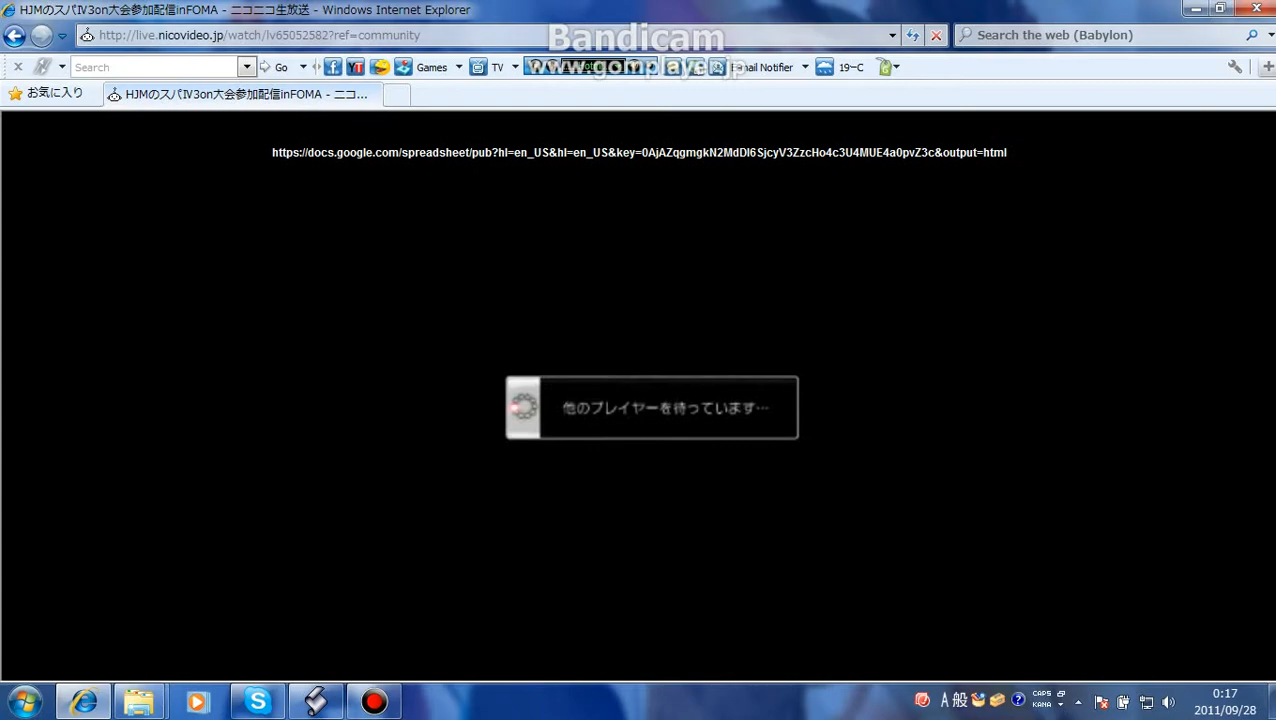 HJMのスパⅣ3on大会参加配信inFOMA - ニコニコ生放送 - Windows Internet Explorer
Bandicam
http://live.nicovideo.jp/watch/lv65052582?ref=community
Search the web (Babylon)
www.gomplayer.jp
Search
Go
Games
TV
E-mail Notifier
19~C
お気に入り
HJMのスパⅣ3on大会参加配信inFOMA - ニコ...
https://docs.google.com/spreadsheet/pub?hl=en_US&hl=en_US&key=0AjAZqgmgkN2MdDl6SjcyV3ZzcHo4c3U4MUE4a0pvZ3c&output=html
他のプレイヤーを待っています…
A 般
CAPS
KANA
0:17
2011/09/28